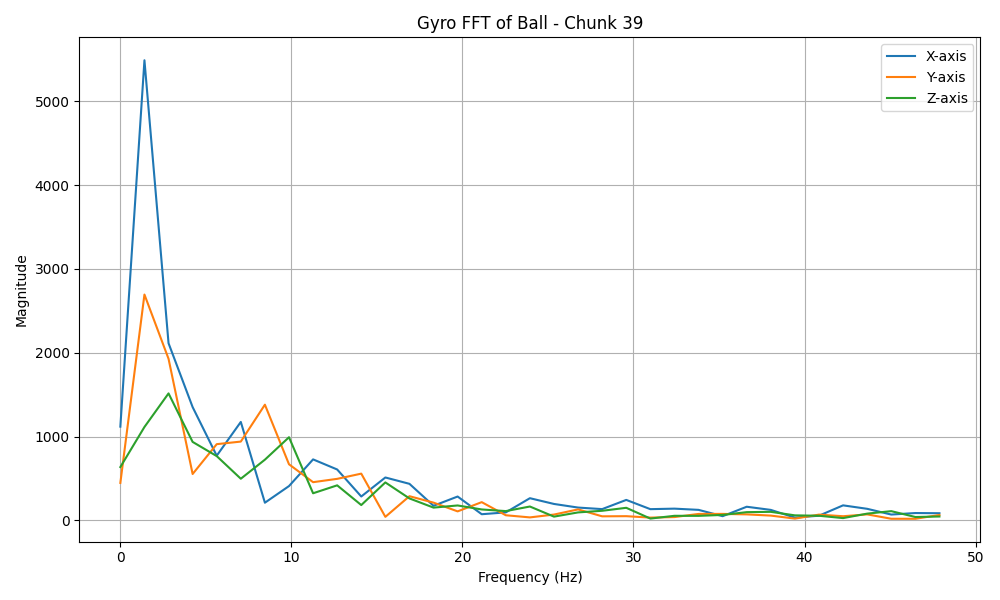 Gyro FFT of Ball - Chunk 39
X-axis
Y-axis
Z-axis
Magnitude
5000
4000
3000
2000
1000
0
0 10 20 30 40 50
Frequency (Hz)